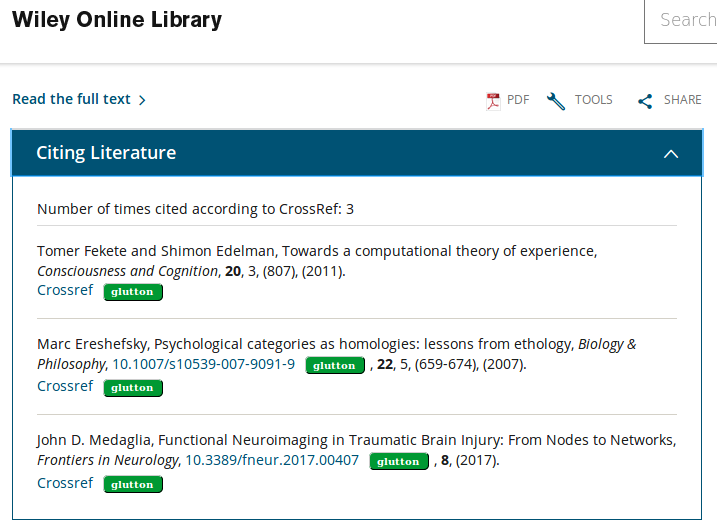 Wiley Online Library
Search
Read the full text
PDF
TOOLS
SHARE
Citing Literature
Number of times cited according to CrossRef: 3
Tomer Fekete and Shimon Edelman, Towards a computational theory of experience,
Consciousness and Cognition, 20, 3, (807), (2011).
Crossref glutton
Marc Ereshefsky, Psychological categories as homologies: lessons from ethology, Biology &
Philosophy, 10.1007/s10539-007-9091-9 glutton , 22, 5, (659-674), (2007).
Crossref glutton
John D. Medaglia, Functional Neuroimaging in Traumatic Brain Injury: From Nodes to Networks,
Frontiers in Neurology, 10.3389/fneur.2017.00407 glutton , 8, (2017).
Crossref glutton